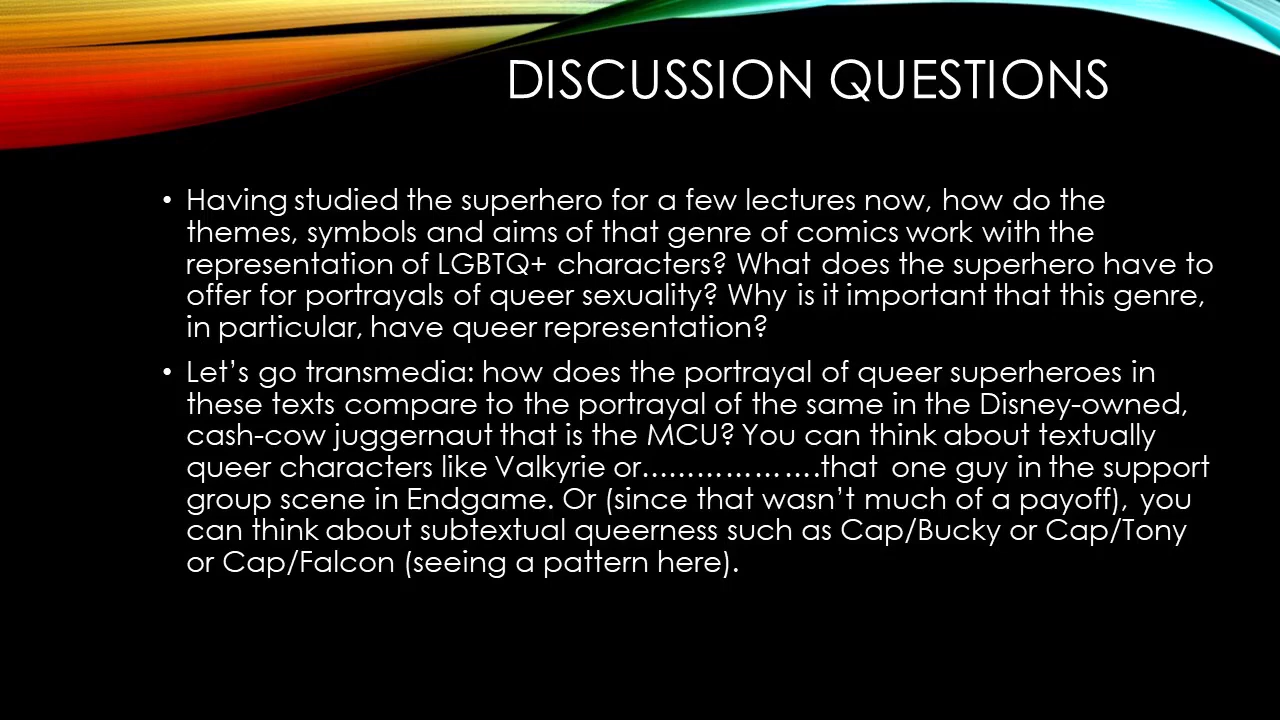 DISCUSSION QUESTIONS
• Having studied the superhero for a few lectures now, how do the
themes, symbols and aims of that genre of comics work with the
representation of LGBTQ+ characters? What does the superhero have to
offer for portrayals of queer sexuality? Why is it important that this genre,
in particular, have queer representation?
• Let’s go transmedia: how does the portrayal of queer superheroes in
these texts compare to the portrayal of the same in the Disney-owned,
cash-cow juggernaut that is the MCU? You can think about textually
queer characters like Valkyrie or……………….that one guy in the support
group scene in Endgame. Or (since that wasn’t much of a payoff), you
can think about subtextual queerness such as Cap/Bucky or Cap/Tony
or Cap/Falcon (seeing a pattern here).